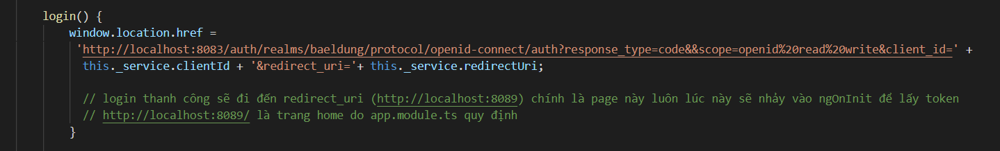 login() {
window.location.href =
'http://localhost:8083/auth/realms/baeldung/protocol/openid-connect/auth?response_type=code&&scope=openid%20read%20write&client_id=' +
this._service.clientId + '&redirect_uri='+ this._service.redirectUri;
// login thanh công sẽ đi đến redirect_uri (http://localhost:8089) chính là page này luôn lúc này sẽ nhảy vào ngOnInit để lấy token
// http://localhost:8089/ là trang home do app.module.ts quy định
}